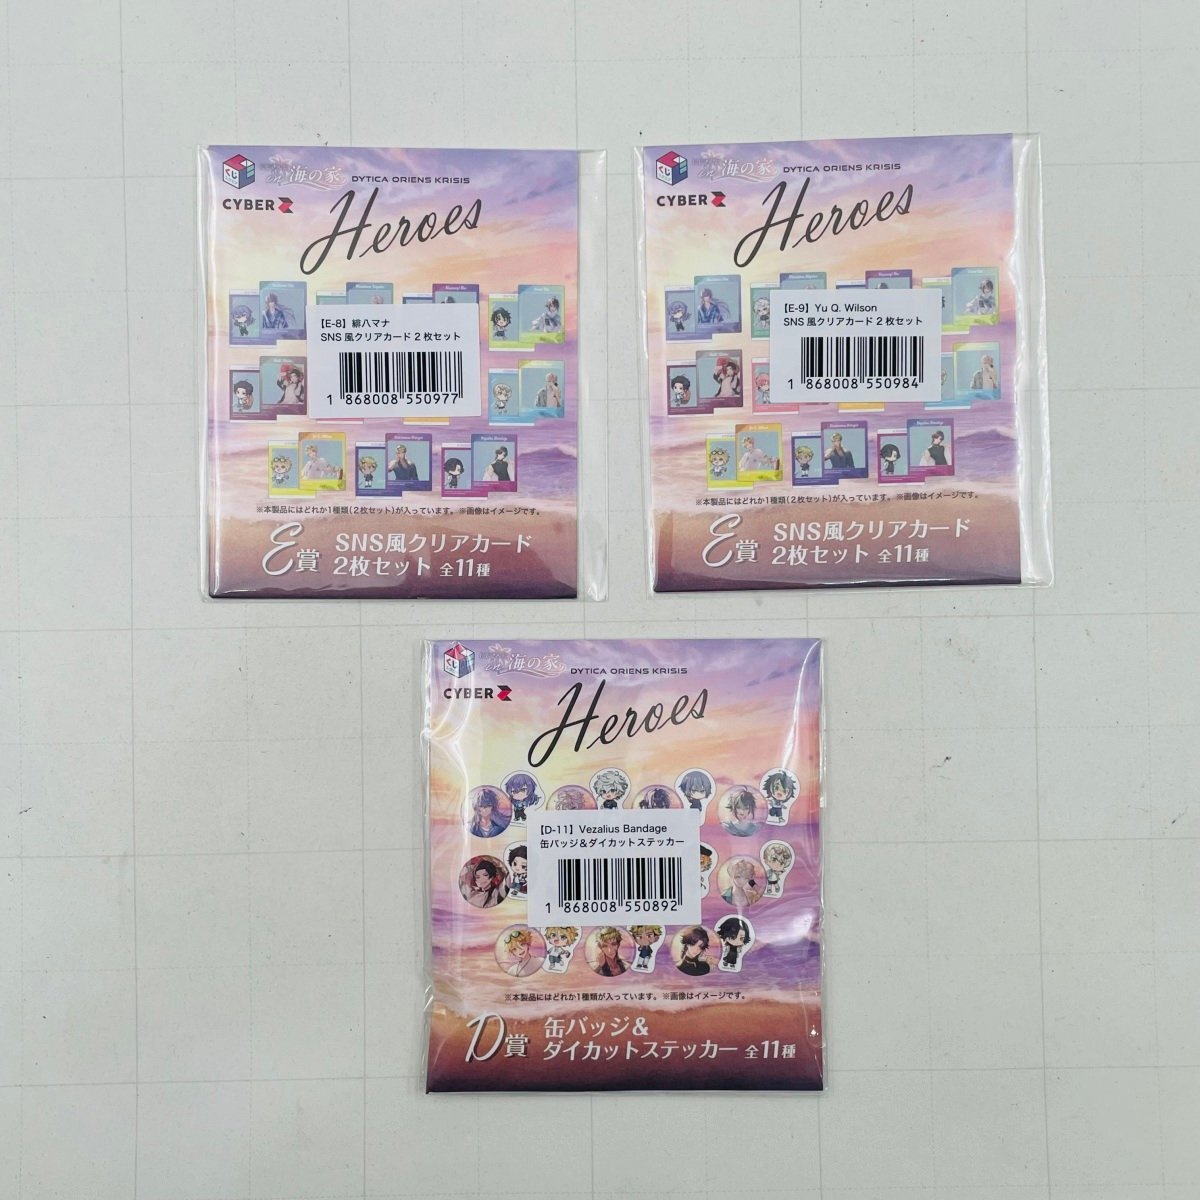 くじ
海の家
DYTICA ORIENS KRISIS
CYBER Z
Heroes
【E-8】緋八マナ
SNS 風クリアカード 2 枚セット
1 868008 550977
※本製品にはどれか1種類(2枚セット)が入っています。※画像はイメージです。
E賞
SNS風クリアカード
2枚セット 全11種
くじ
海の家
DYTICA ORIENS KRISIS
CYBER Z
Heroes
【E-9】Yu Q. Wilson
SNS 風クリアカード 2 枚セット
1 868008 550984
※本製品にはどれか1種類(2枚セット)が入っています。※画像はイメージです。
E賞
SNS風クリアカード
2枚セット 全11種
くじ
海の家
DYTICA ORIENS KRISIS
CYBER Z
Heroes
【D-11】Vezalius Bandage
缶バッジ＆ダイカットステッカー
1 868008 550892
※本製品にはどれか1種類が入っています。※画像はイメージです。
D賞
缶バッジ&
ダイカットステッカー 全11種